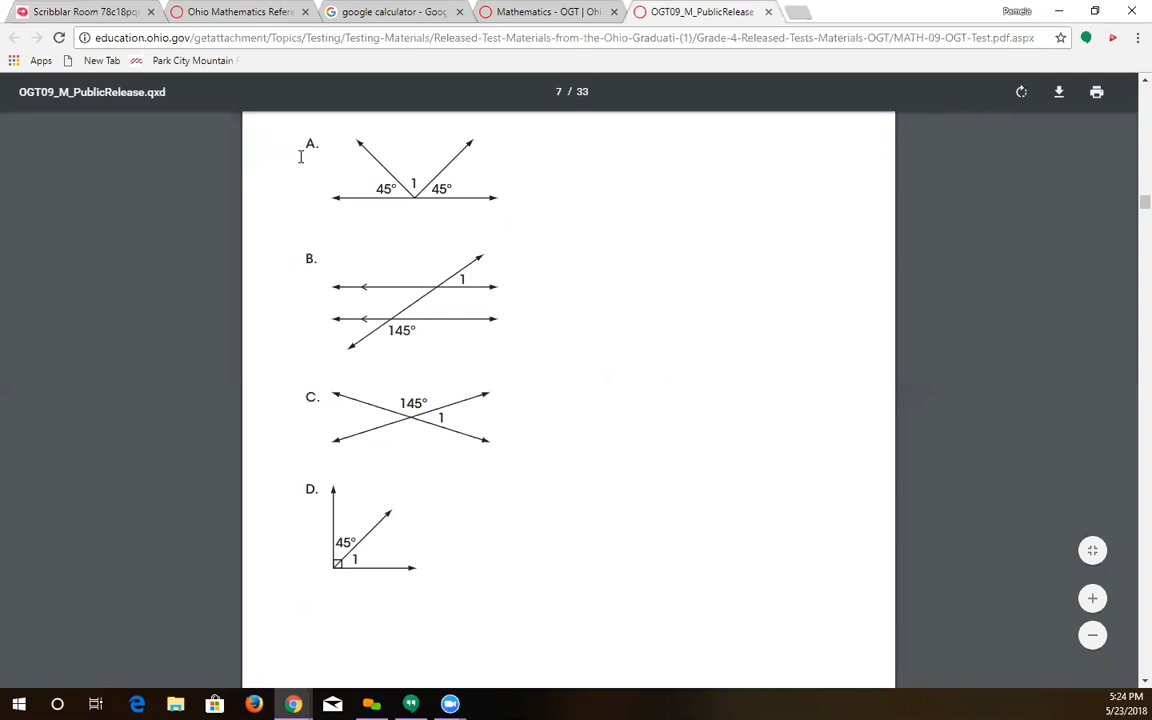 Scribblar Room 78c18pq
Ohio Mathematics Refere
google calculator - Goog
Mathematics - OGT | Ohi
OGT09_M_PublicRelease
Pamela
education.ohio.gov/getattachment/Topics/Testing/Testing-Materials/Released-Test-Materials-from-the-Ohio-Graduati-(1)/Grade-4-Released-Tests-Materials-OGT/MATH-09-OGT-Test.pdf.aspx
Apps New Tab Park City Mountain
OGT09_M_PublicRelease.qxd 7 / 33
A.
45° 1 45°
B.
1
145°
C.
145°
1
D.
45°
1
5:24 PM
5/23/2018